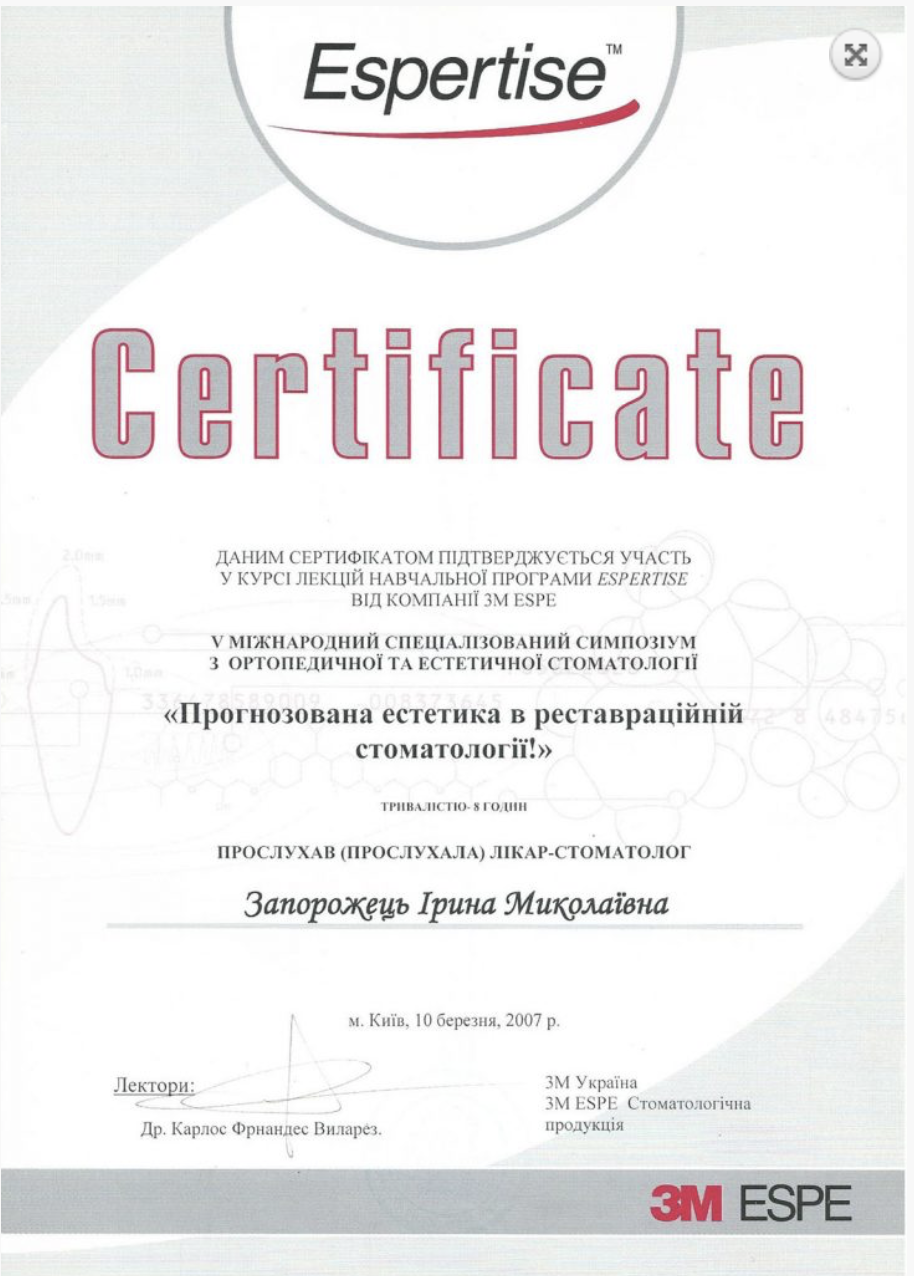 Espertise™
Certificate
ДАНИМ СЕРТИФІКАТОМ ПІДТВЕРДЖУЄТЬСЯ УЧАСТЬ
У КУРСІ ЛЕКЦІЙ НАВЧАЛЬНОЇ ПРОГРАМИ ESPERTISE
ВІД КОМПАНІЇ 3M ESPE
V МІЖНАРОДНИЙ СПЕЦІАЛІЗОВАНИЙ СИМПОЗІУМ
З ОРТОПЕДИЧНОЇ ТА ЕСТЕТИЧНОЇ СТОМАТОЛОГІЇ
«Прогнозована естетика в реставраційній
стоматології!»
ТРИВАЛІСТЮ- 8 ГОДИН
ПРОСЛУХАВ (ПРОСЛУХАЛА) ЛІКАР-СТОМАТОЛОГ
Запорожець Ірина Миколаївна
м. Київ, 10 березня, 2007 р.
Лектори:
Др. Карлос Фрнандес Виларез.
3М Україна
3M ESPE Стоматологічна
продукція
3M ESPE